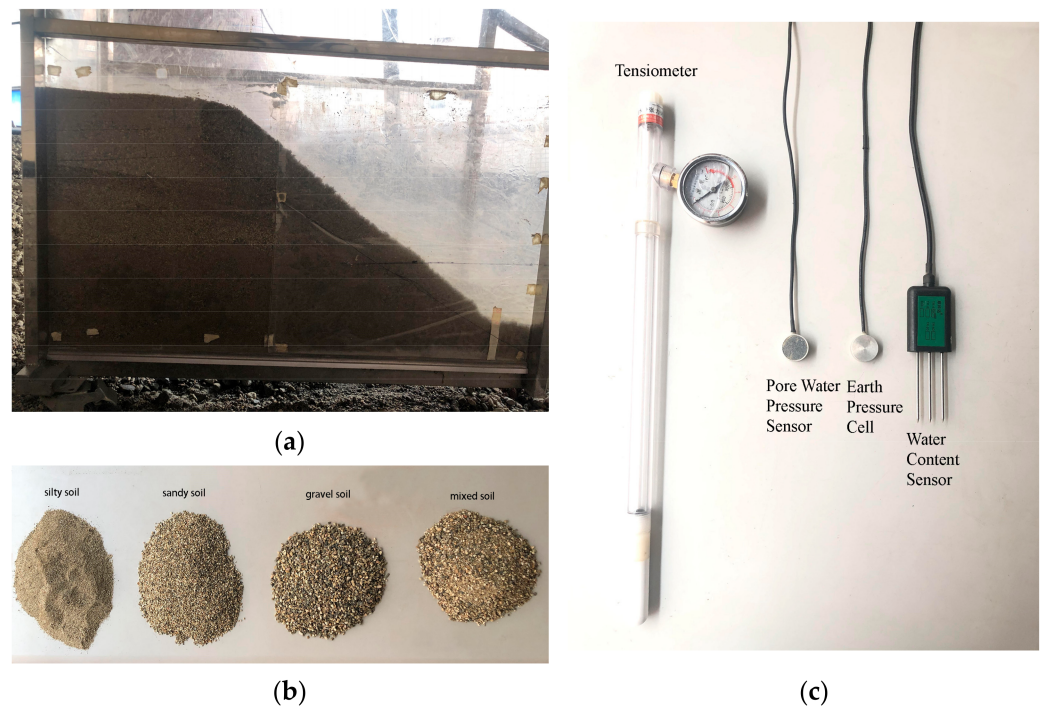 (a)
silty soil
sandy soil
gravel soil
mixed soil
(b)
Tensiometer
Pore Water
Pressure
Sensor
Earth
Pressure
Cell
Water
Content
Sensor
(c)